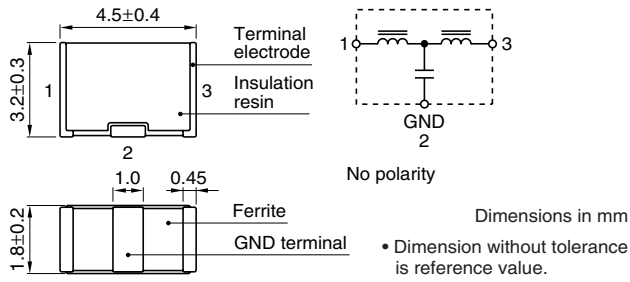 4.5±0.4
Terminal
electrode
3.2±0.3
1
3
Insulation
resin
2
1
3
GND
2
No polarity
1.0
0.45
1.8±0.2
Ferrite
GND terminal
Dimensions in mm
• Dimension without tolerance
is reference value.